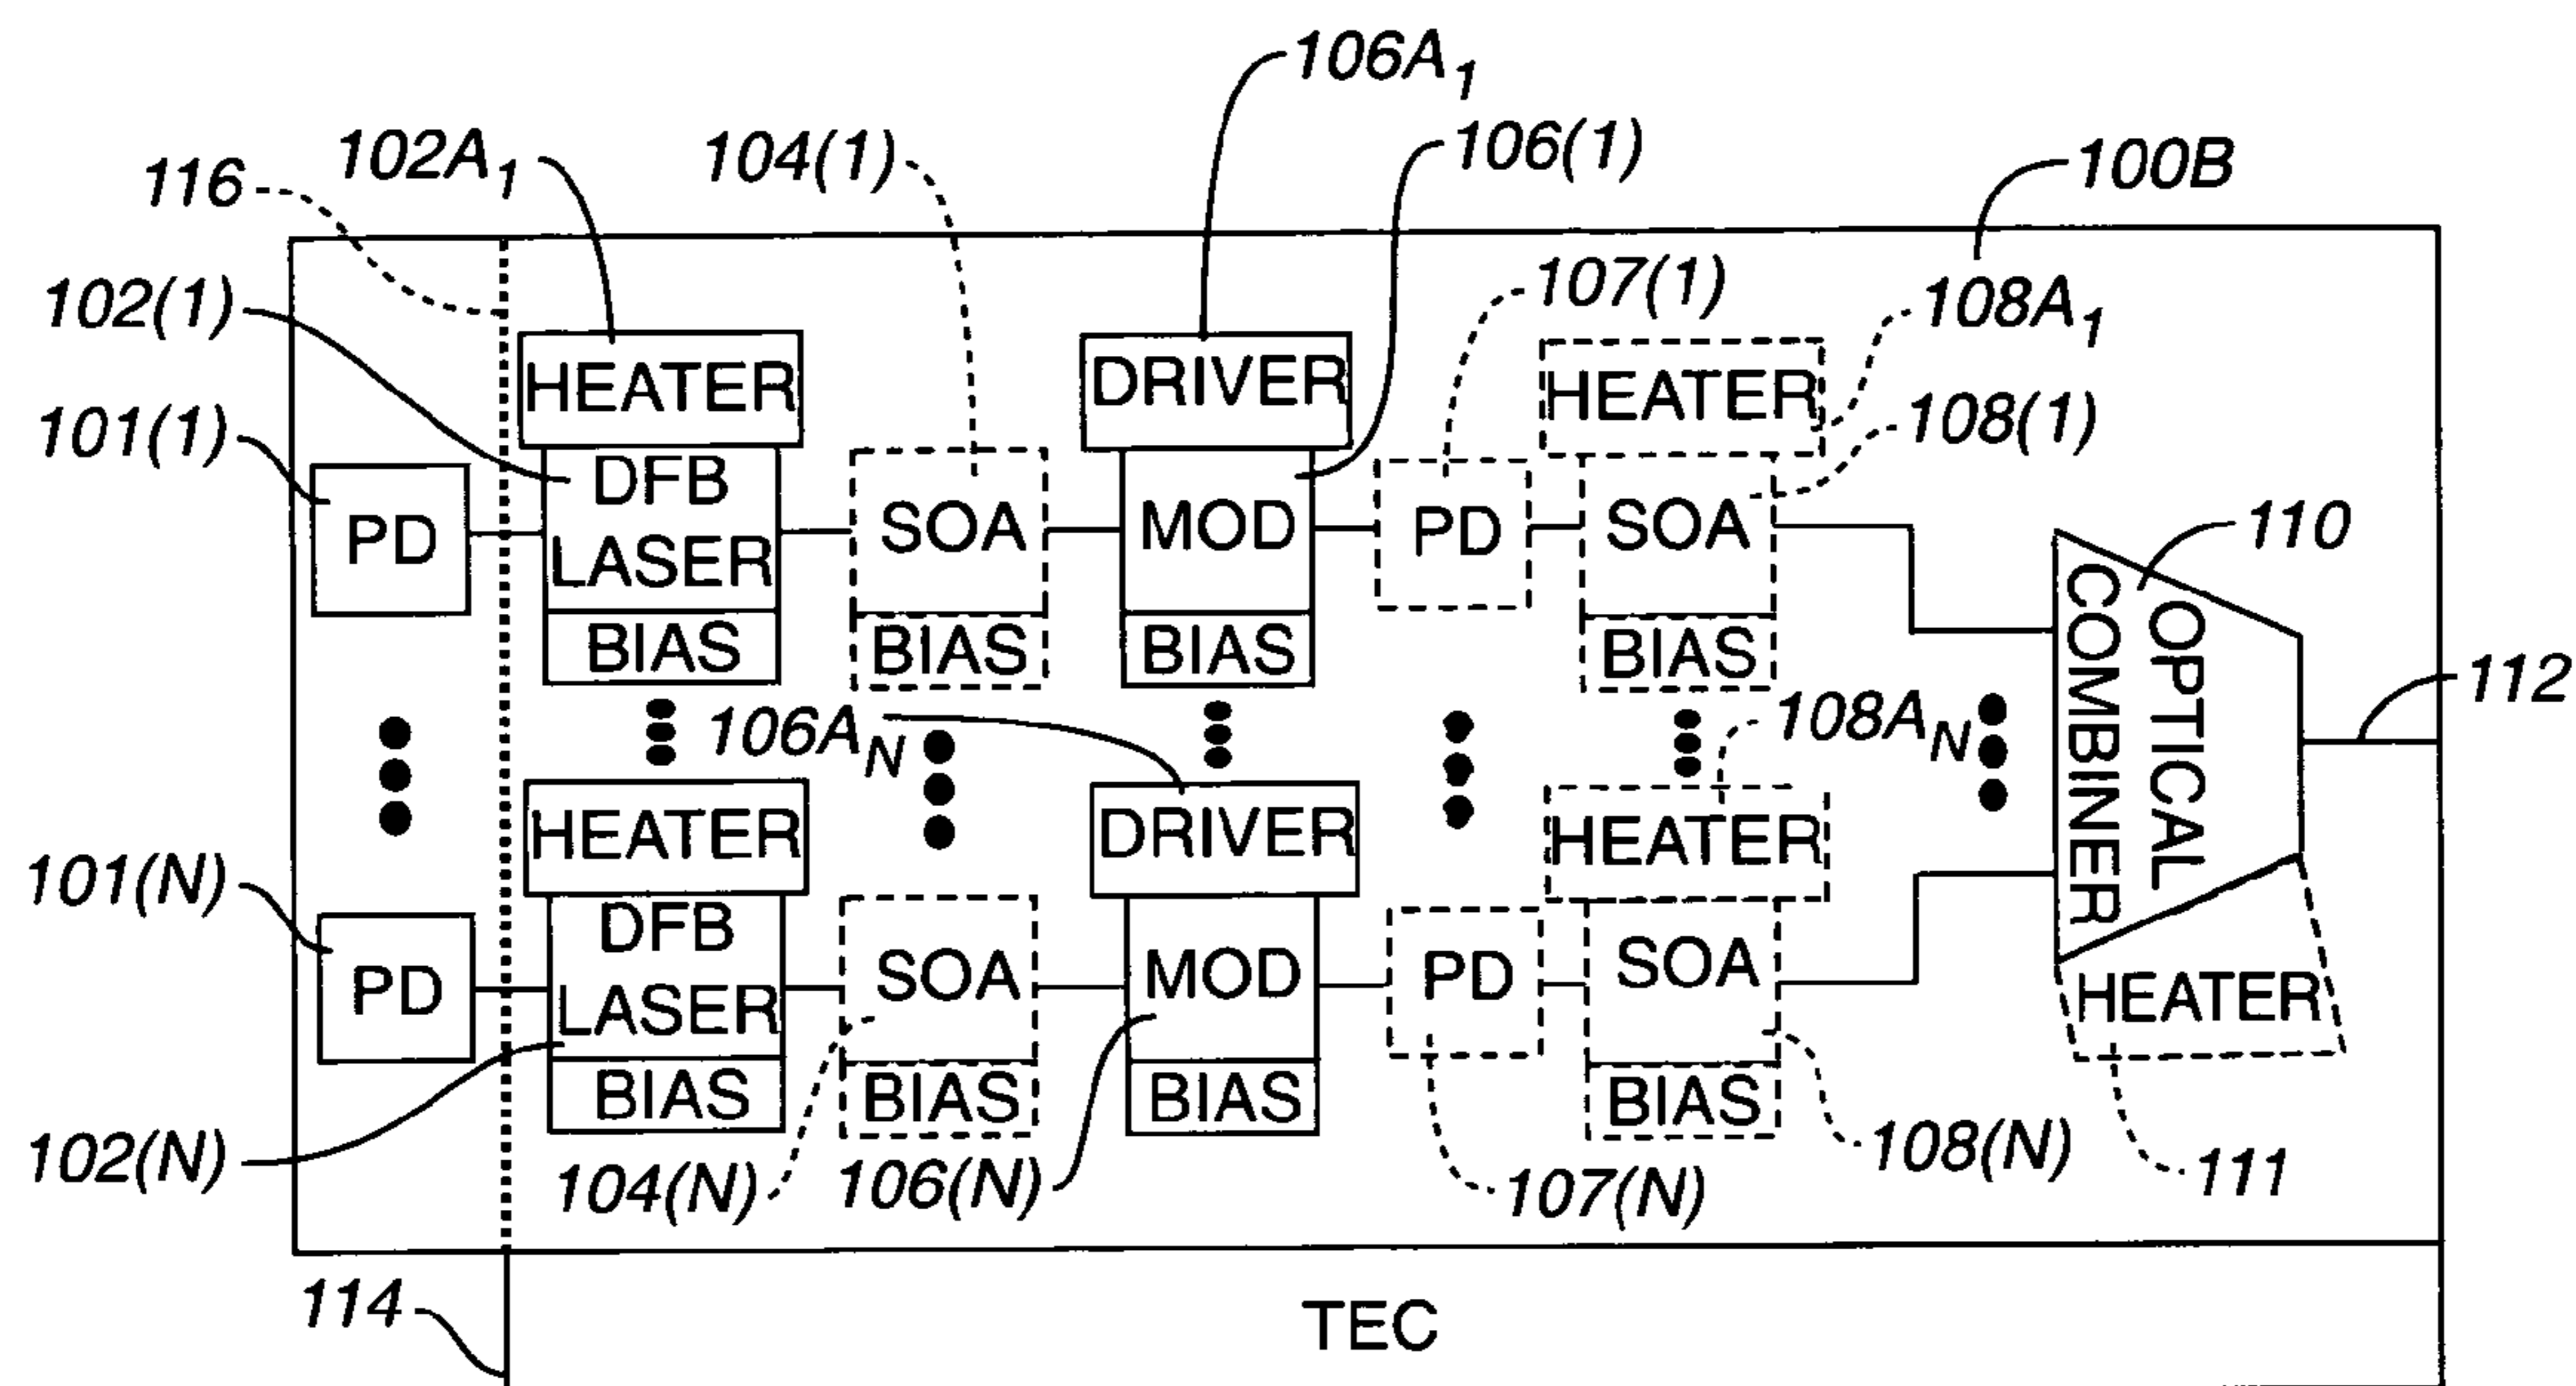 106A1
102A1
104(1)
106(1)
116
100B
102(1)
107(1)
108A1
HEATER
DRIVER
HEATER
108(1)
101(1)
PD
DFB
LASER
BIAS
SOA
BIAS
MOD
BIAS
PD
SOA
BIAS
110
OPTICAL
COMBINER
112
106AN
108AN
HEATER
DRIVER
HEATER
101(N)
PD
DFB
LASER
BIAS
SOA
BIAS
MOD
BIAS
PD
SOA
BIAS
HEATER
102(N)
104(N)
106(N)
107(N)
108(N)
111
114
TEC